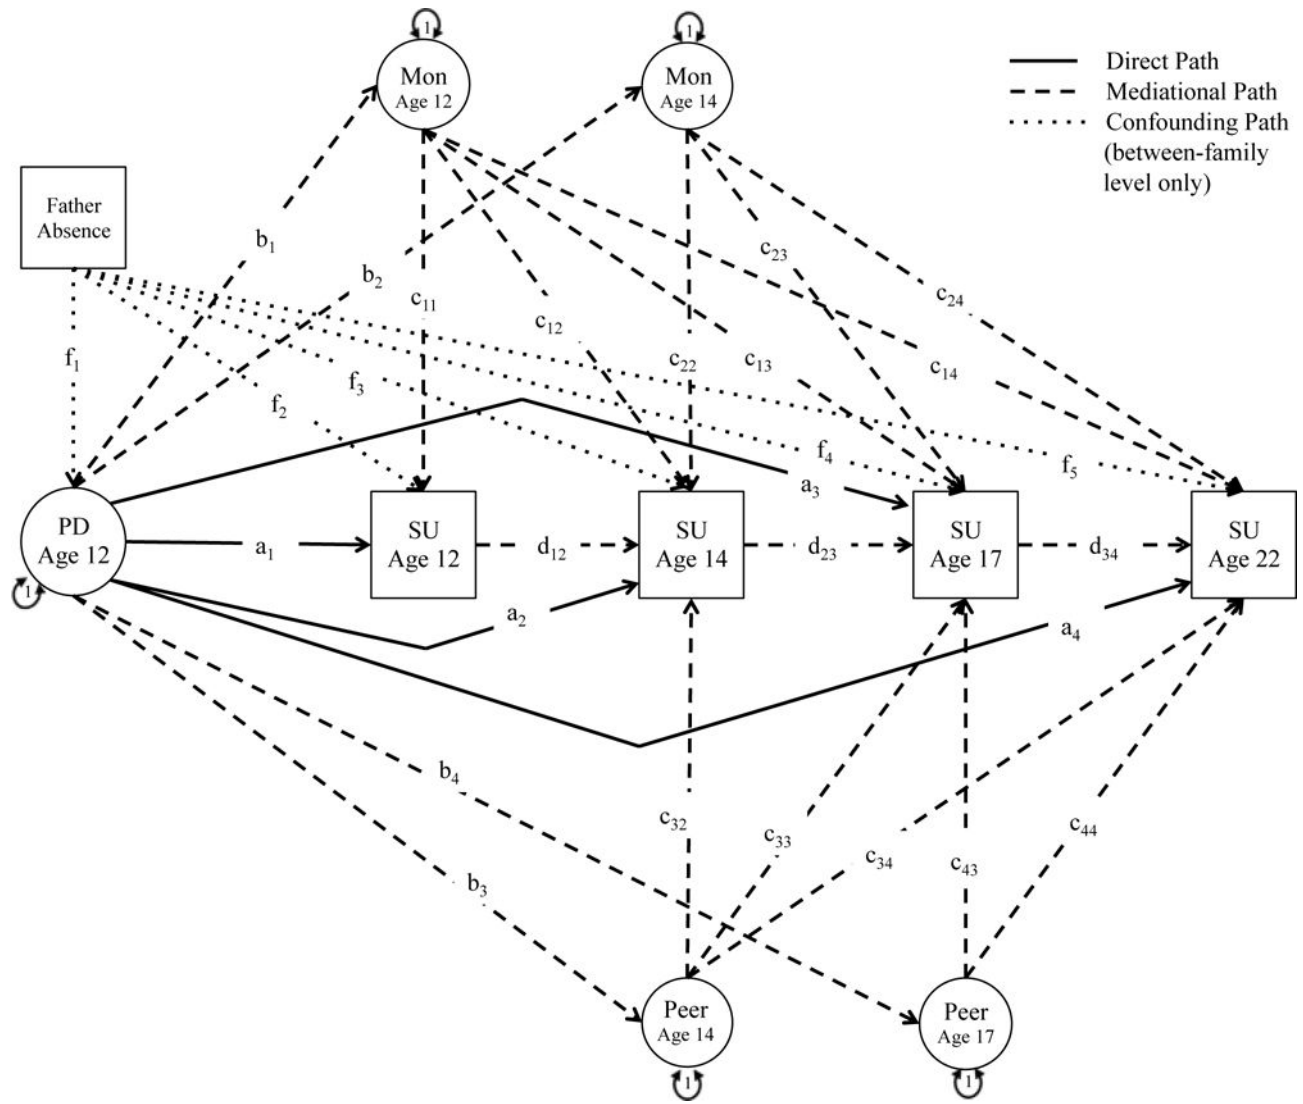 1
1
Mon
Age 12
Mon
Age 14
Direct Path
Mediational Path
Confounding Path
(between-family
level only)
Father
Absence
b₁
b₂
c₂₃
c₂₄
c₁₁
c₁₂
f₁
c₂₂
c₁₃
c₁₄
f₃
f₂
f₄
f₅
a₃
PD
Age 12
SU
Age 12
SU
Age 14
SU
Age 17
SU
Age 22
a₁
d₁₂
d₂₃
d₃₄
1
a₂
a₄
b₄
c₃₂
c₃₃
c₃₄
c₄₃
c₄₄
b₃
Peer
Age 14
Peer
Age 17
1
1